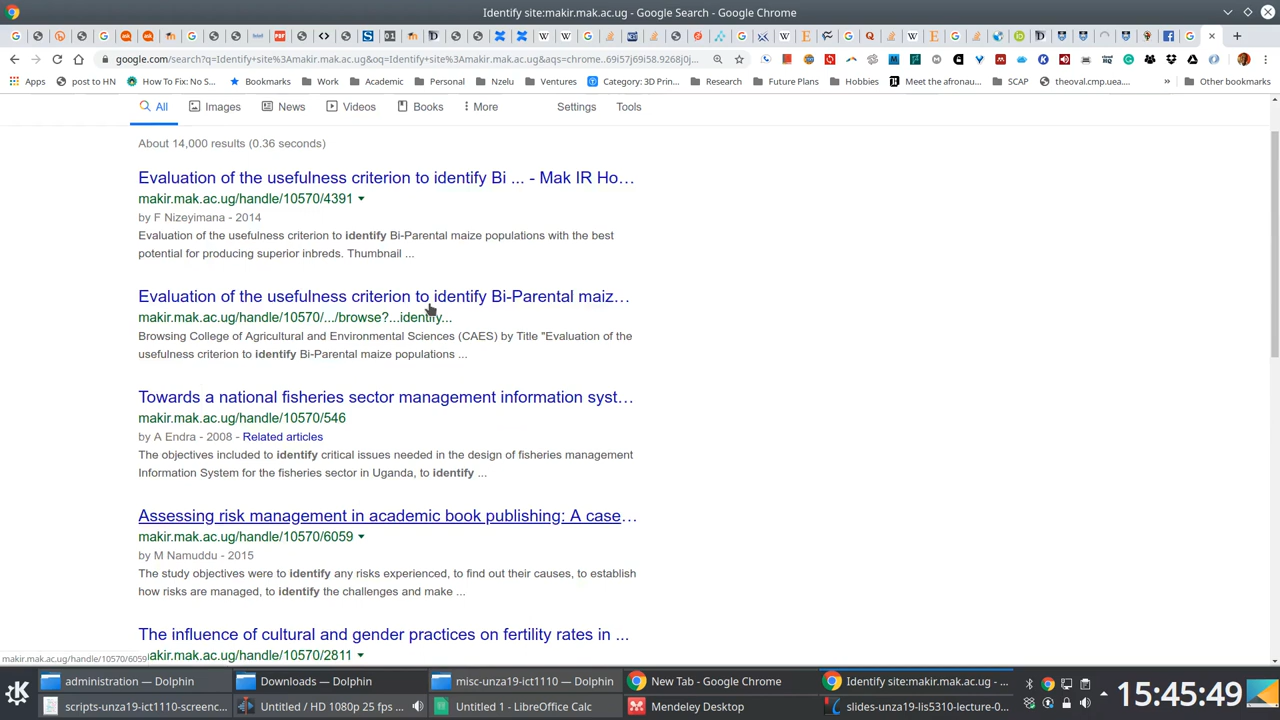 Identify site:makir.mak.ac.ug - Google Search - Google Chrome
google.com/search?q=Identify+site%3Amakir.mak.ac.ug&oq=Identify+site%3Amakir.mak.ac.ug&aqs=chrome..69i57j69i58.9168j0j...
Apps post to HN How To Fix: No S... Bookmarks Work Academic Personal Nzelu Ventures Category: 3D Prin... Research Future Plans Hobbies Meet the afronau... SCAP theoval.cmp.uea.... » Other bookmarks
All Images News Videos Books More Settings Tools
About 14,000 results (0.36 seconds)
Evaluation of the usefulness criterion to identify Bi ... - Mak IR Ho...
makir.mak.ac.ug/handle/10570/4391
by F Nizeyimana - 2014
Evaluation of the usefulness criterion to identify Bi-Parental maize populations with the best
potential for producing superior inbreds. Thumbnail ...
Evaluation of the usefulness criterion to identify Bi-Parental maiz...
makir.mak.ac.ug/handle/10570/.../browse?...identify...
Browsing College of Agricultural and Environmental Sciences (CAES) by Title "Evaluation of the
usefulness criterion to identify Bi-Parental maize populations ...
Towards a national fisheries sector management information syst...
makir.mak.ac.ug/handle/10570/546
by A Endra - 2008 - Related articles
The objectives included to identify critical issues needed in the design of fisheries management
Information System for the fisheries sector in Uganda, to identify ...
Assessing risk management in academic book publishing: A case...
makir.mak.ac.ug/handle/10570/6059
by M Namuddu - 2015
The study objectives were to identify any risks experienced, to find out their causes, to establish
how risks are managed, to identify the challenges and make ...
The influence of cultural and gender practices on fertility rates in ...
makir.mak.ac.ug/handle/10570/2811
makir.mak.ac.ug/handle/10570/6059
administration — Dolphin Downloads — Dolphin misc-unza19-ict1110 — Dolphin New Tab - Google Chrome Identify site:makir.mak.ac.ug - ...
scripts-unza19-ict1110-screenc... Untitled / HD 1080p 25 fps ... Untitled 1 - LibreOffice Calc Mendeley Desktop slides-unza19-lis5310-lecture-0...
15:45:49